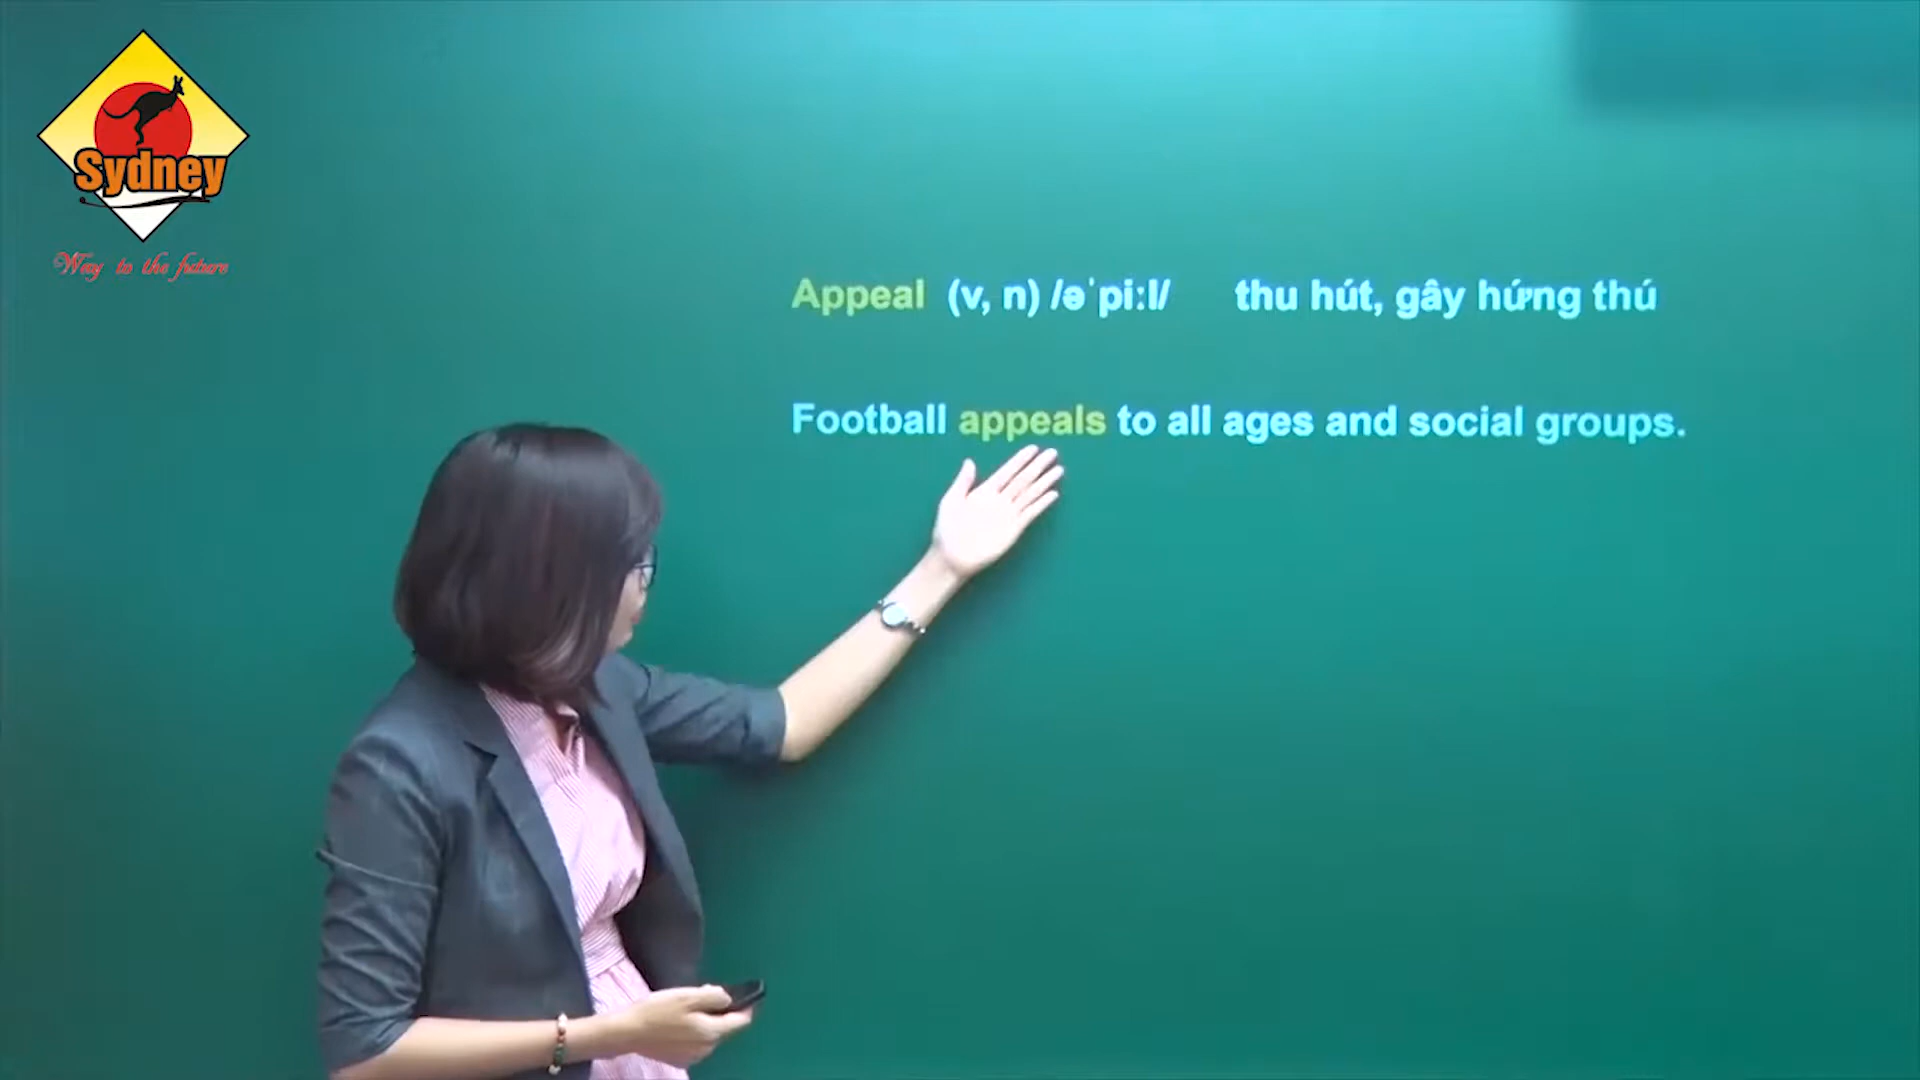 Sydney
Way to the future
Appeal (v, n) /əˈpiːl/ thu hút, gây hứng thú
Football appeals to all ages and social groups.